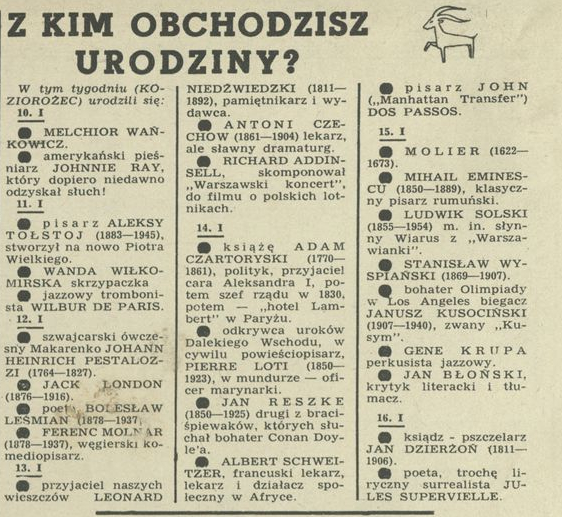 Z KIM OBCHODZISZ
URODZINY?
W tym tygodniu (KO-
ZIOROŻEC) urodzili się:
10. I
● MELCHIOR WAŃ-
KOWICZ.
● amerykański pieś-
niarz JOHNNIE RAY,
który dopiero niedawno
odzyskał słuch!
11. I
● pisarz ALEKSY
TOŁSTOJ (1883—1945),
stworzył na nowo Piotra
Wielkiego.
● WANDA WIŁKO-
MIRSKA skrzypaczka
● jazzowy tromboni-
sta WILBUR DE PARIS.
12. I
● szwajcarski ówcze-
sny Makarenko JOHANN
HEINRICH PESTALOZ-
ZI (1764—1827).
● JACK LONDON
(1876—1916).
● poeta BOLESŁAW
LEŚMIAN (1878—1937
● FERENC MOLNAR
(1878—1937), węgierski ko-
mediopisarz.
13. I
● przyjaciel naszych
wieszczów LEONARD
NIEDŹWIEDZKI (1811—
1892), pamiętnikarz i wy-
dawca.
● ANTONI CZE-
CHOW (1861—1904) lekarz,
ale sławny dramaturg.
● RICHARD ADDIN-
SELL, skomponował
„Warszawski koncert",
do filmu o polskich lot-
nikach.
14. I
● książę ADAM
CZARTORYSKI (1770—
1861), polityk, przyjaciel
cara Aleksandra I, po-
tem szef rządu w 1830,
potem — „hotel Lam-
bert" w Paryżu.
● odkrywca uroków
Dalekiego Wschodu, w
cywilu powieściopisarz,
PIERRE LOTI (1850—
1923), w mundurze — ofi-
cer marynarki.
● JAN RESZKE
(1850—1925) drugi z braci-
śpiewaków, których słu-
chał bohater Conan Doy-
le'a.
● ALBERT SCHWEI-
TZER, francuski lekarz,
lekarz i działacz spo-
łeczny w Afryce.
● pisarz JOHN
(„Manhattan Transfer")
DOS PASSOS.
15. I
● MOLIER (1622—
1673).
● MIHAIL EMINES-
CU (1850—1889), klasycz-
ny pisarz rumuński.
● LUDWIK SOLSKI
(1855—1954) m. in. słyn-
ny Wiarus z „Warsza-
wianki".
● STANISŁAW WY-
SPIAŃSKI (1869—1907).
● bohater Olimpiady
w Los Angeles biegacz
JANUSZ KUSOCIŃSKI
(1907—1940), zwany „Ku-
sym".
● GENE KRUPA
perkusista jazzowy.
● JAN BŁOŃSKI,
krytyk literacki i tłu-
macz.
16. I
● ksiądz - pszczelarz
JAN DZIERŻOŃ (1811—
1906).
● poeta, trochę li-
ryczny surrealista JU-
LES SUPERVIELLE.